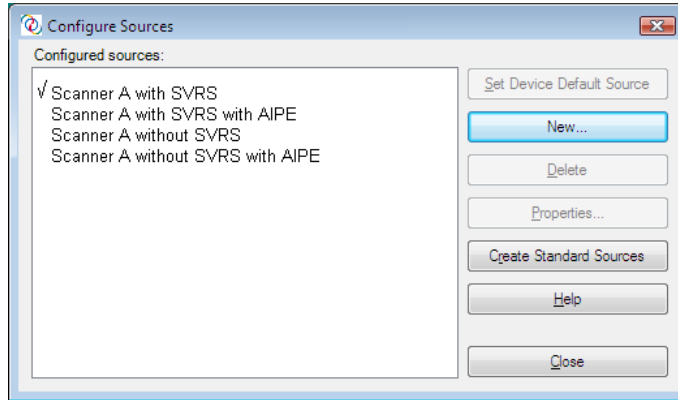 Configure Sources
Configured sources:
√ Scanner A with SVRS
Scanner A with SVRS with AIPE
Scanner A without SVRS
Scanner A without SVRS with AIPE
Set Device Default Source
New...
Delete
Properties...
Create Standard Sources
Help
Close